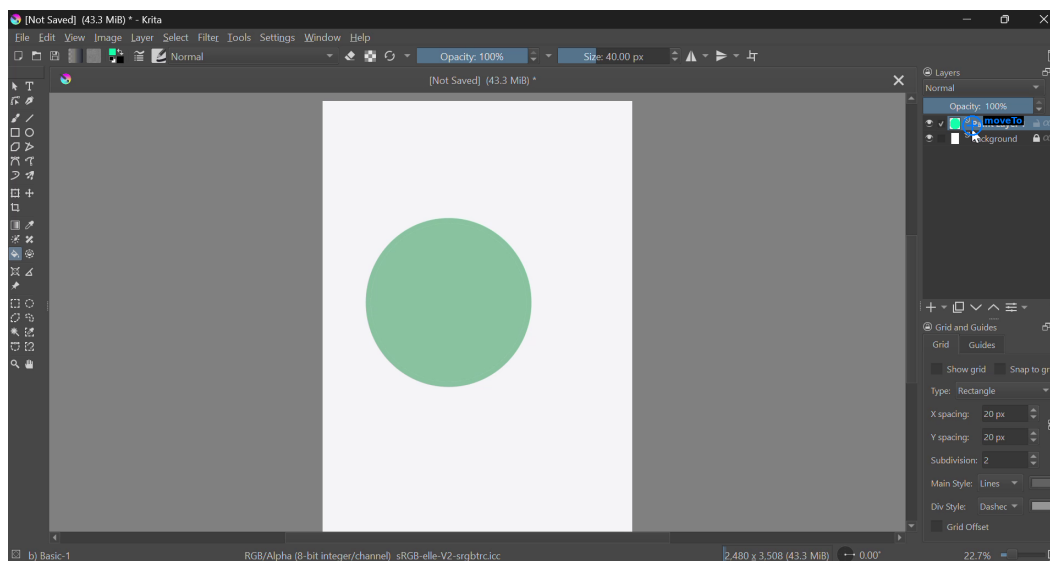 [Not Saved] (43.3 MiB) * - Krita
File Edit View Image Layer Select Filter Tools Settings Window Help
Normal
Opacity: 100%
Size: 40.00 px
[Not Saved] (43.3 MiB) *
Layers
Normal
Opacity: 100%
moveTo
Grid and Guides
Grid Guides
Show grid Snap to
Type: Rectangle
X spacing: 20 px
Y spacing: 20 px
Subdivision: 2
Main Style: Lines
Div Style:
Grid Offset
b) Basic-1
RGB/Alpha (8-bit integer/channel) sRGB-elle-V2-srgbtrc.icc
2,480 x 3,508 (43.3 MiB)
0.00°
22.7%